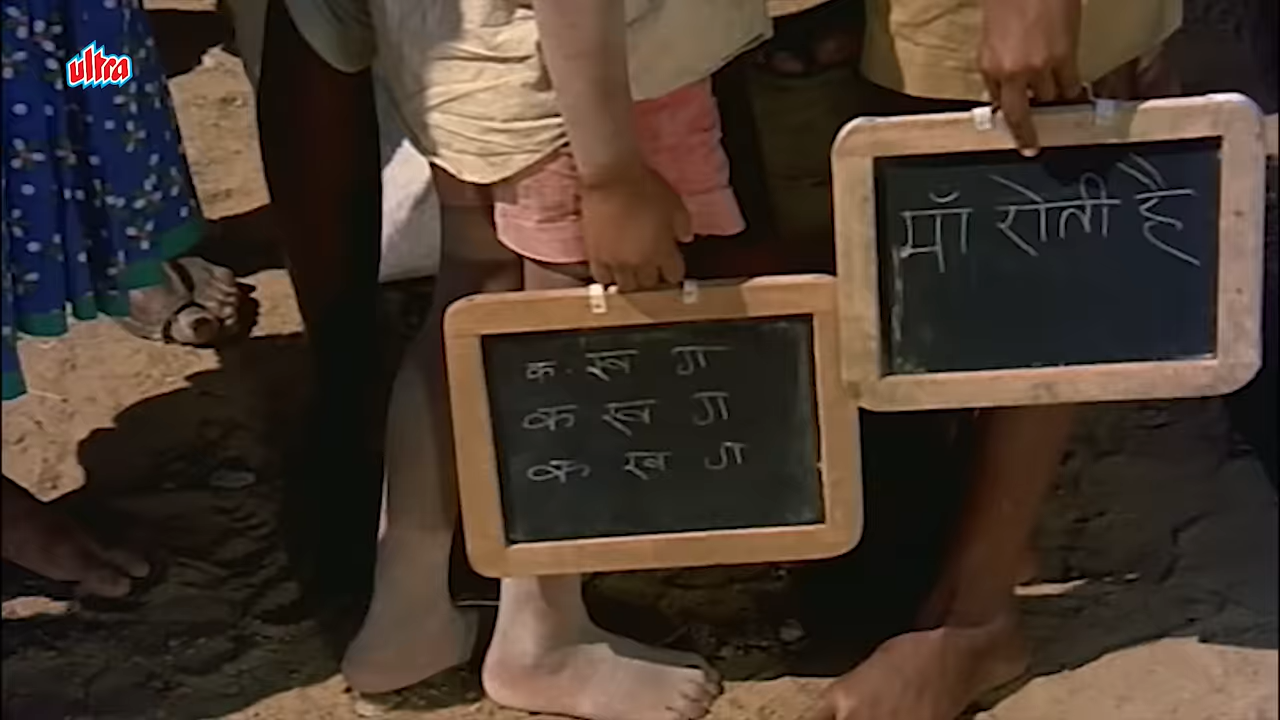 ultra
क. ख ग
क ख ग
क ख ग
माँ रोती है